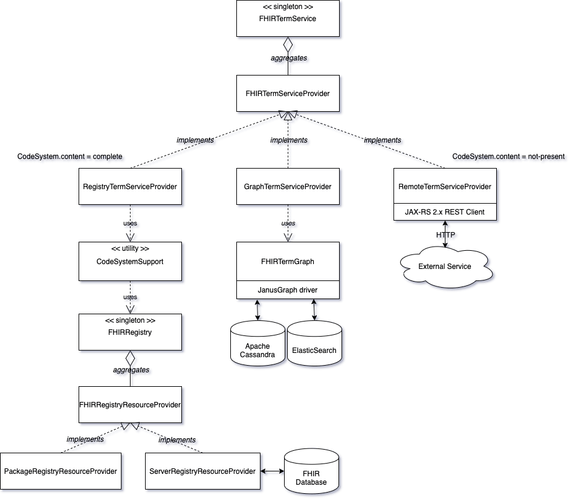 << singleton >>
FHIRTermService
aggregates
FHIRTermServiceProvider
implements
implements
implements
CodeSystem.content = complete
CodeSystem.content = not-present
RegistryTermServiceProvider
GraphTermServiceProvider
RemoteTermServiceProvider
JAX-RS 2.x REST Client
uses
uses
HTTP
<< utility >>
CodeSystemSupport
FHIRTermGraph
JanusGraph driver
External Service
uses
<< singleton >>
FHIRRegistry
Apache
Cassandra
ElasticSearch
aggregates
FHIRRegistryResourceProvider
implements
implements
PackageRegistryResourceProvider
ServerRegistryResourceProvider
FHIR
Database